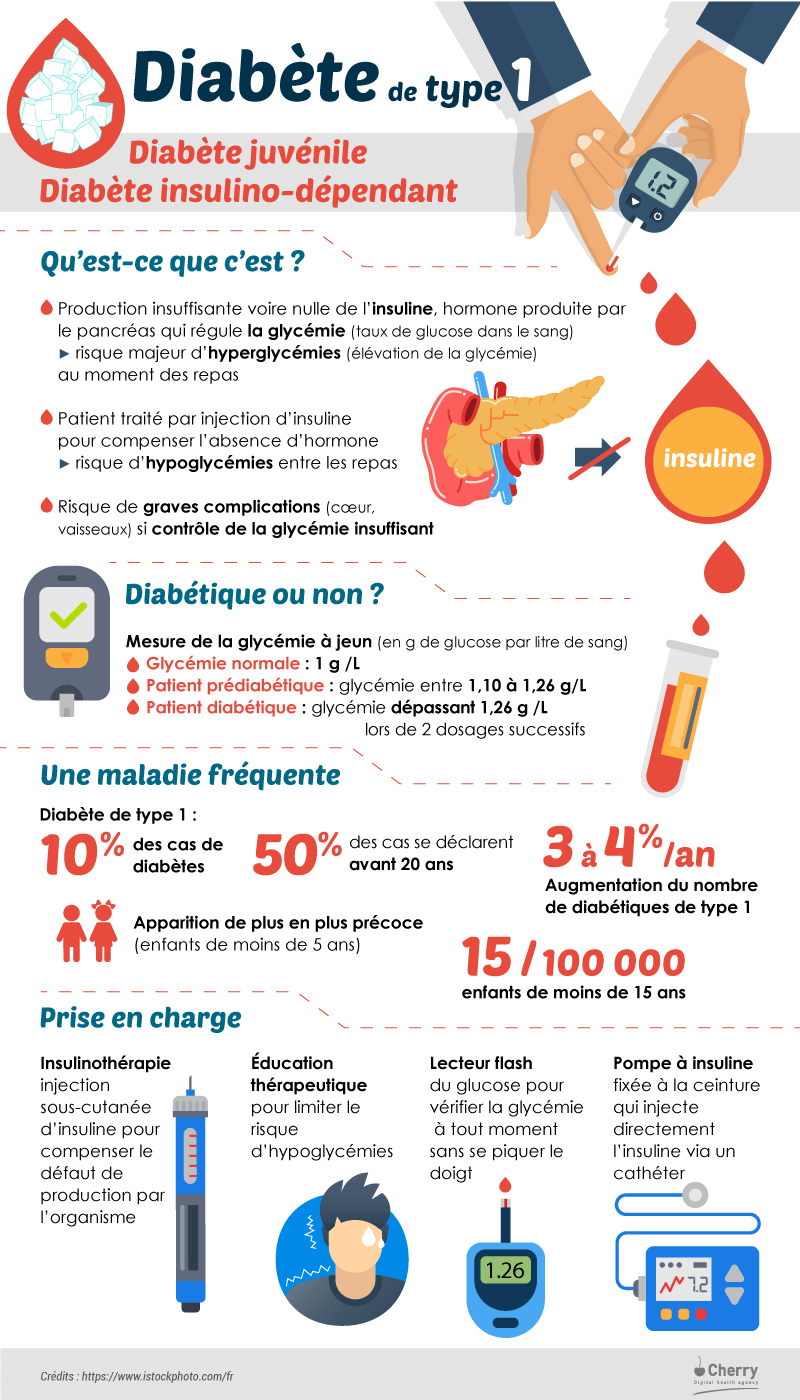 Diabète de type 1
1.2
Diabète juvénile
Diabète insulino-dépendant
Qu’est-ce que c’est ?
Production insuffisante voire nulle de l’insuline, hormone produite par
le pancréas qui régule la glycémie (taux de glucose dans le sang)
► risque majeur d’hyperglycémies (élévation de la glycémie)
au moment des repas
Patient traité par injection d’insuline
pour compenser l’absence d’hormone
► risque d’hypoglycémies entre les repas
insuline
Risque de graves complications (cœur,
vaisseaux) si contrôle de la glycémie insuffisant
Diabétique ou non ?
Mesure de la glycémie à jeun (en g de glucose par litre de sang)
Glycémie normale : 1 g /L
Patient prédiabétique : glycémie entre 1,10 à 1,26 g/L
Patient diabétique : glycémie dépassant 1,26 g /L
lors de 2 dosages successifs
Une maladie fréquente
Diabète de type 1 :
10% des cas de
diabètes
50% des cas se déclarent
avant 20 ans
3 à 4%/an
Augmentation du nombre
de diabétiques de type 1
Apparition de plus en plus précoce
(enfants de moins de 5 ans)
15 / 100 000
enfants de moins de 15 ans
Prise en charge
Insulinothérapie
injection
sous-cutanée
d’insuline pour
compenser le
défaut de
production par
l’organisme
Éducation
thérapeutique
pour limiter le
risque
d’hypoglycémies
Lecteur flash
du glucose pour
vérifier la glycémie
à tout moment
sans se piquer le
doigt
1.26
Pompe à insuline
fixée à la ceinture
qui injecte
directement
l’insuline via un
cathéter
7.2
Crédits : https://www.istockphoto.com/fr
Cherry
Digital health agency